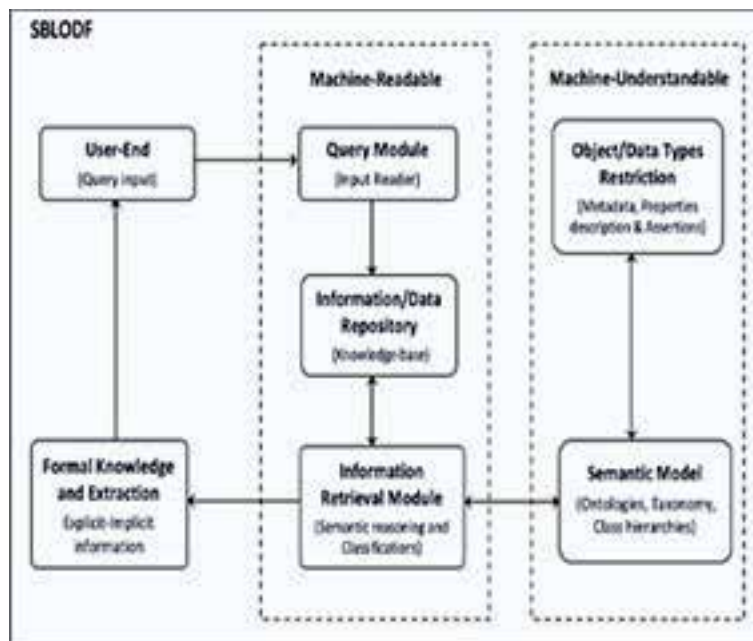 SBLODF
Machine-Readable
Machine-Understandable
User-End
(Query input)
Query Module
(Input Reader)
Object/Data Types
Restriction
(Metadata, Properties
description & Assertions)
Information/Data
Repository
(Knowledge-base)
Formal Knowledge
and Extraction
Explicit-Implicit
information
Information
Retrieval Module
(Semantic reasoning and
Classifications)
Semantic Model
(Ontologies, Taxonomy,
Class hierarchies)